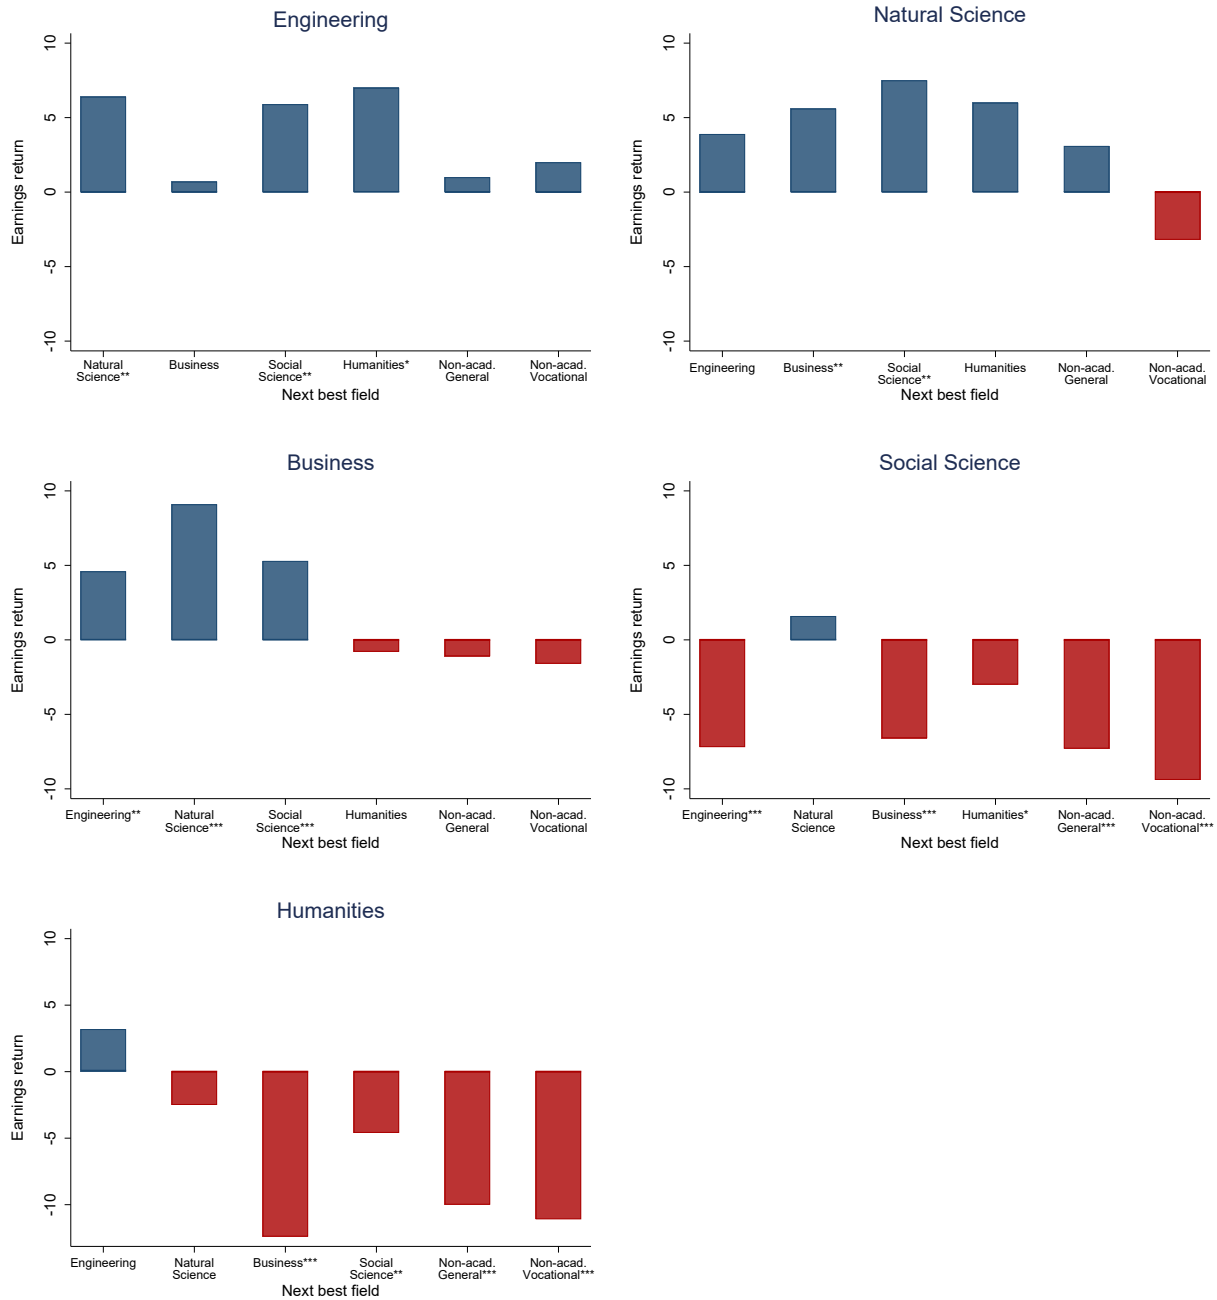 Engineering
10
5
0
-5
-10
Earnings return
Natural
Science**
Business
Social
Science**
Humanities*
Non-acad.
General
Non-acad.
Vocational
Next best field
Natural Science
10
5
0
-5
-10
Earnings return
Engineering
Business**
Social
Science**
Humanities
Non-acad.
General
Non-acad.
Vocational
Next best field
Business
10
5
0
-5
-10
Earnings return
Engineering**
Natural
Science***
Social
Science***
Humanities
Non-acad.
General
Non-acad.
Vocational
Next best field
Social Science
10
5
0
-5
-10
Earnings return
Engineering***
Natural
Science
Business***
Humanities*
Non-acad.
General***
Non-acad.
Vocational***
Next best field
Humanities
10
5
0
-5
-10
Earnings return
Engineering
Natural
Science
Business***
Social
Science**
Non-acad.
General***
Non-acad.
Vocational***
Next best field